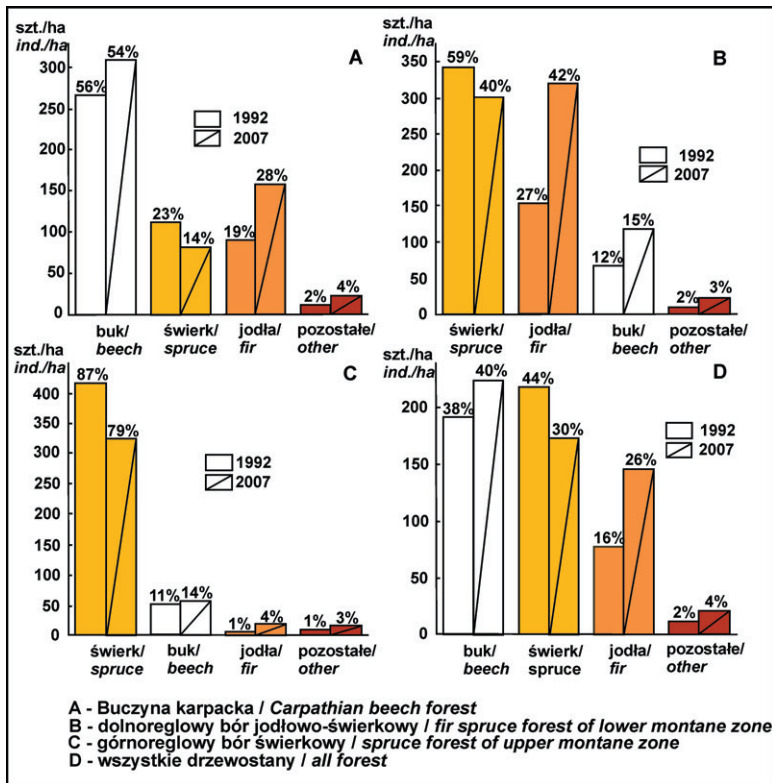 szt./ha
ind./ha
A
300
250
200
150
100
50
0
56%
54%
23%
14%
19%
28%
2%
4%
1992
2007
buk/
beech
świerk/
spruce
jodła/
fir
pozostałe/
other
szt./ha
ind./ha
B
350
300
250
200
150
100
50
0
59%
40%
27%
42%
12%
15%
2%
3%
1992
2007
świerk/
spruce
jodła/
fir
buk/
beech
pozostałe/
other
szt./ha
ind./ha
C
400
350
300
250
200
150
100
50
0
87%
79%
11%
14%
1%
4%
1%
3%
1992
2007
świerk/
spruce
buk/
beech
jodła/
fir
pozostałe/
other
szt./ha
ind./ha
D
200
150
100
50
0
38%
40%
44%
30%
16%
26%
2%
4%
1992
2007
buk/
beech
świerk/
spruce
jodła/
fir
pozostałe/
other
A - Buczyna karpacka / Carpathian beech forest
B - dolnoreglowy bór jodłowo-świerkowy / fir spruce forest of lower montane zone
C - górnoreglowy bór świerkowy / spruce forest of upper montane zone
D - wszystkie drzewostany / all forest